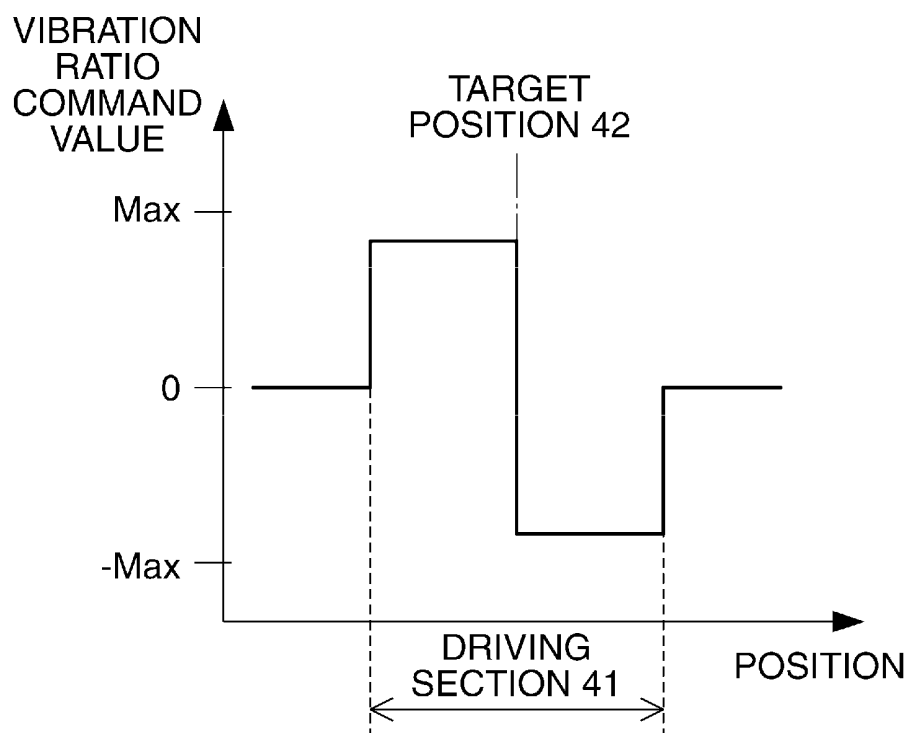 VIBRATION
RATIO
COMMAND
VALUE
TARGET
POSITION 42
Max
0
-Max
DRIVING
SECTION 41
POSITION